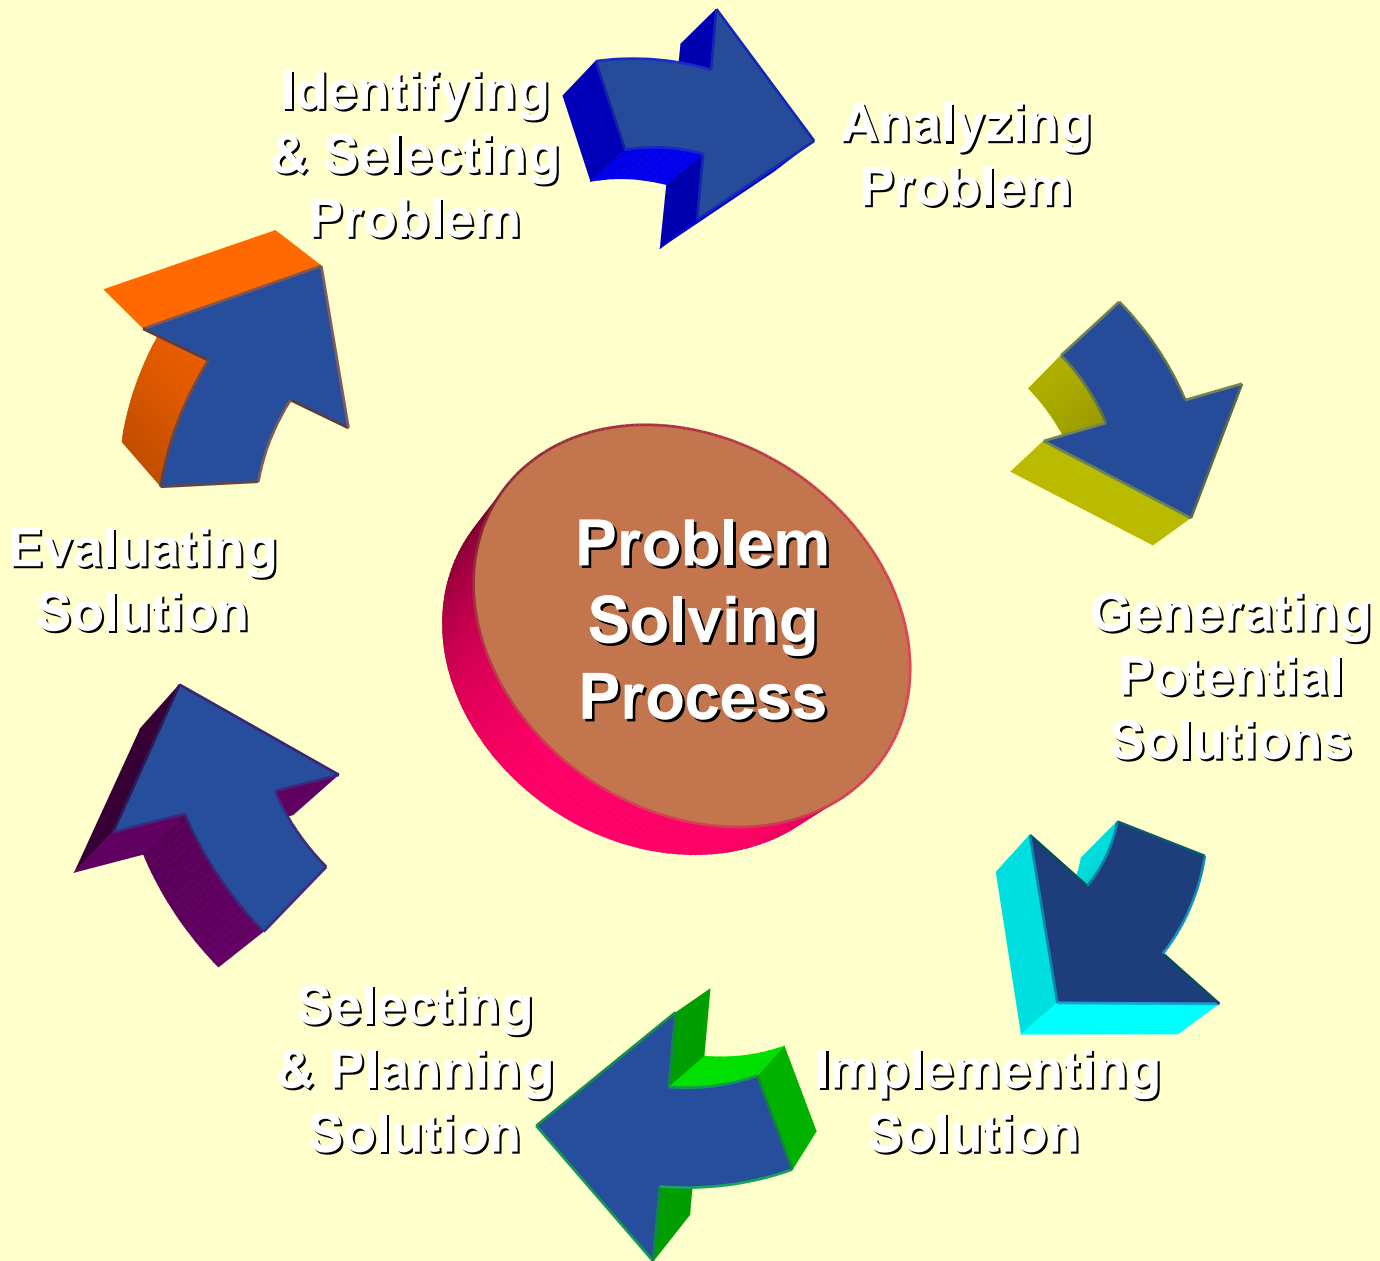 Identifying
& Selecting
Problem
Analyzing
Problem
Generating
Potential
Solutions
Implementing
Solution
Selecting
& Planning
Solution
Evaluating
Solution
Problem
Solving
Process